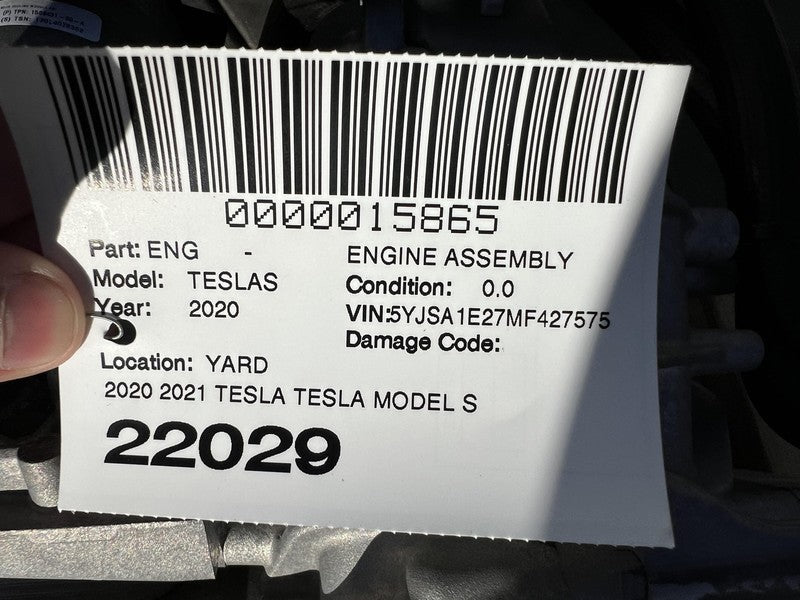 0000015865
Part: ENG - ENGINE ASSEMBLY
Model: TESLAS Condition: 0.0
Year: 2020 VIN:5YJSA1E27MF427575
Damage Code:
Location: YARD
2020 2021 TESLA TESLA MODEL S
22029